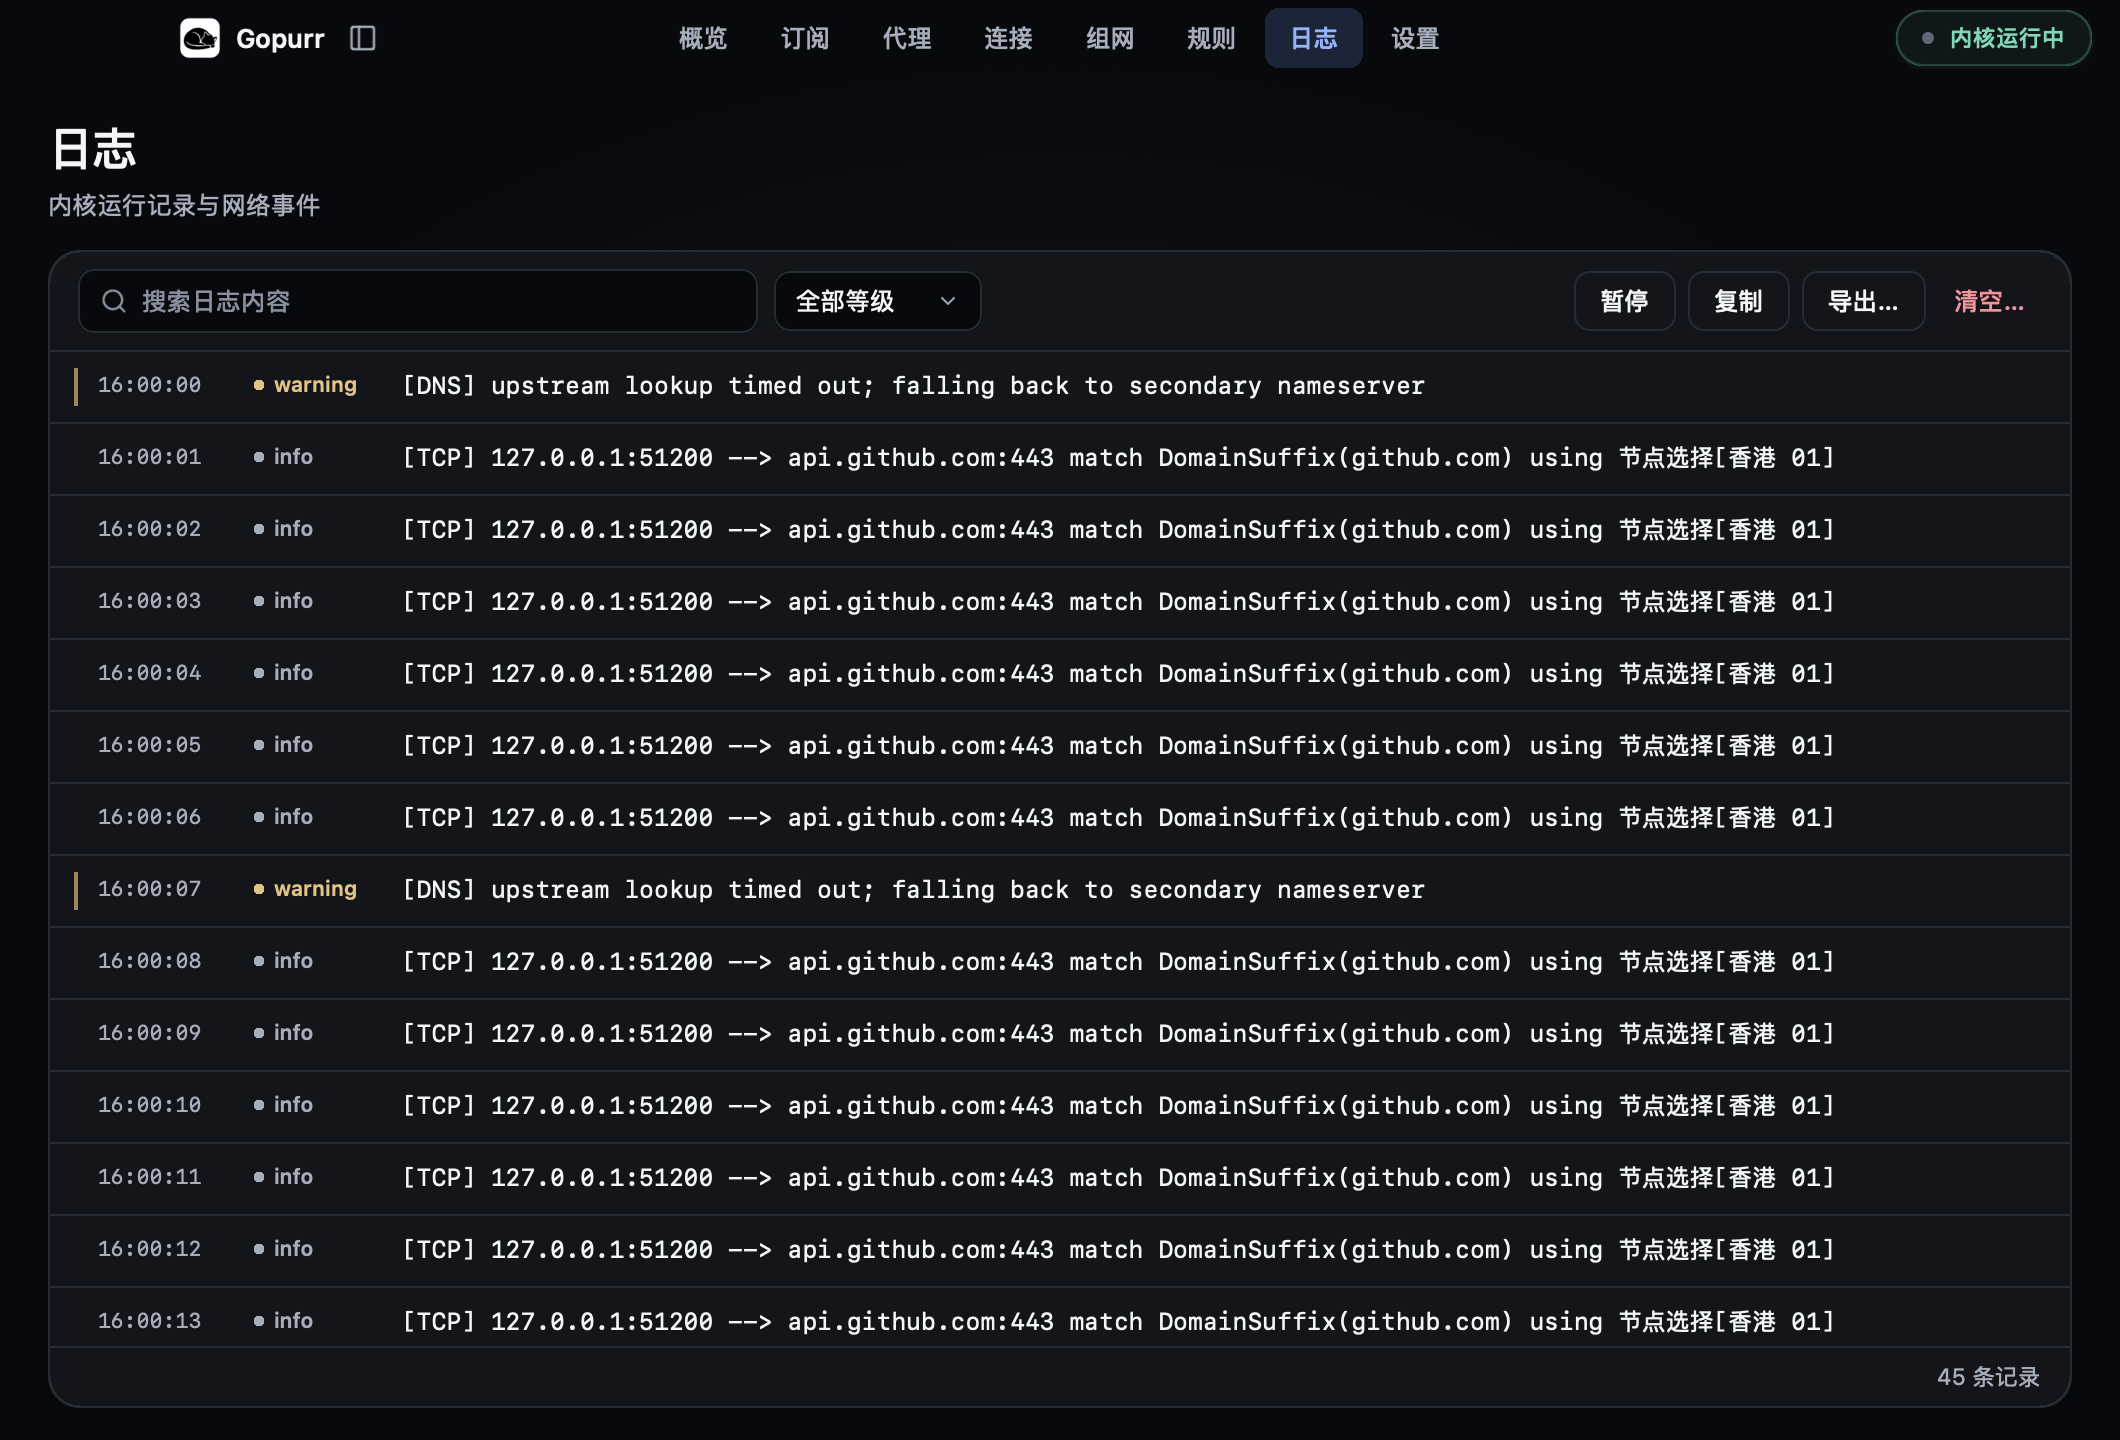 Gopurr 概览 订阅 代理 连接 组网 规则 日志 设置 内核运行中
日志
内核运行记录与网络事件
搜索日志内容 全部等级 暂停 复制 导出... 清空...
16:00:00 warning [DNS] upstream lookup timed out; falling back to secondary nameserver
16:00:01 info [TCP] 127.0.0.1:51200 --> api.github.com:443 match DomainSuffix(github.com) using 节点选择[香港 01]
16:00:02 info [TCP] 127.0.0.1:51200 --> api.github.com:443 match DomainSuffix(github.com) using 节点选择[香港 01]
16:00:03 info [TCP] 127.0.0.1:51200 --> api.github.com:443 match DomainSuffix(github.com) using 节点选择[香港 01]
16:00:04 info [TCP] 127.0.0.1:51200 --> api.github.com:443 match DomainSuffix(github.com) using 节点选择[香港 01]
16:00:05 info [TCP] 127.0.0.1:51200 --> api.github.com:443 match DomainSuffix(github.com) using 节点选择[香港 01]
16:00:06 info [TCP] 127.0.0.1:51200 --> api.github.com:443 match DomainSuffix(github.com) using 节点选择[香港 01]
16:00:07 warning [DNS] upstream lookup timed out; falling back to secondary nameserver
16:00:08 info [TCP] 127.0.0.1:51200 --> api.github.com:443 match DomainSuffix(github.com) using 节点选择[香港 01]
16:00:09 info [TCP] 127.0.0.1:51200 --> api.github.com:443 match DomainSuffix(github.com) using 节点选择[香港 01]
16:00:10 info [TCP] 127.0.0.1:51200 --> api.github.com:443 match DomainSuffix(github.com) using 节点选择[香港 01]
16:00:11 info [TCP] 127.0.0.1:51200 --> api.github.com:443 match DomainSuffix(github.com) using 节点选择[香港 01]
16:00:12 info [TCP] 127.0.0.1:51200 --> api.github.com:443 match DomainSuffix(github.com) using 节点选择[香港 01]
16:00:13 info [TCP] 127.0.0.1:51200 --> api.github.com:443 match DomainSuffix(github.com) using 节点选择[香港 01]
45 条记录